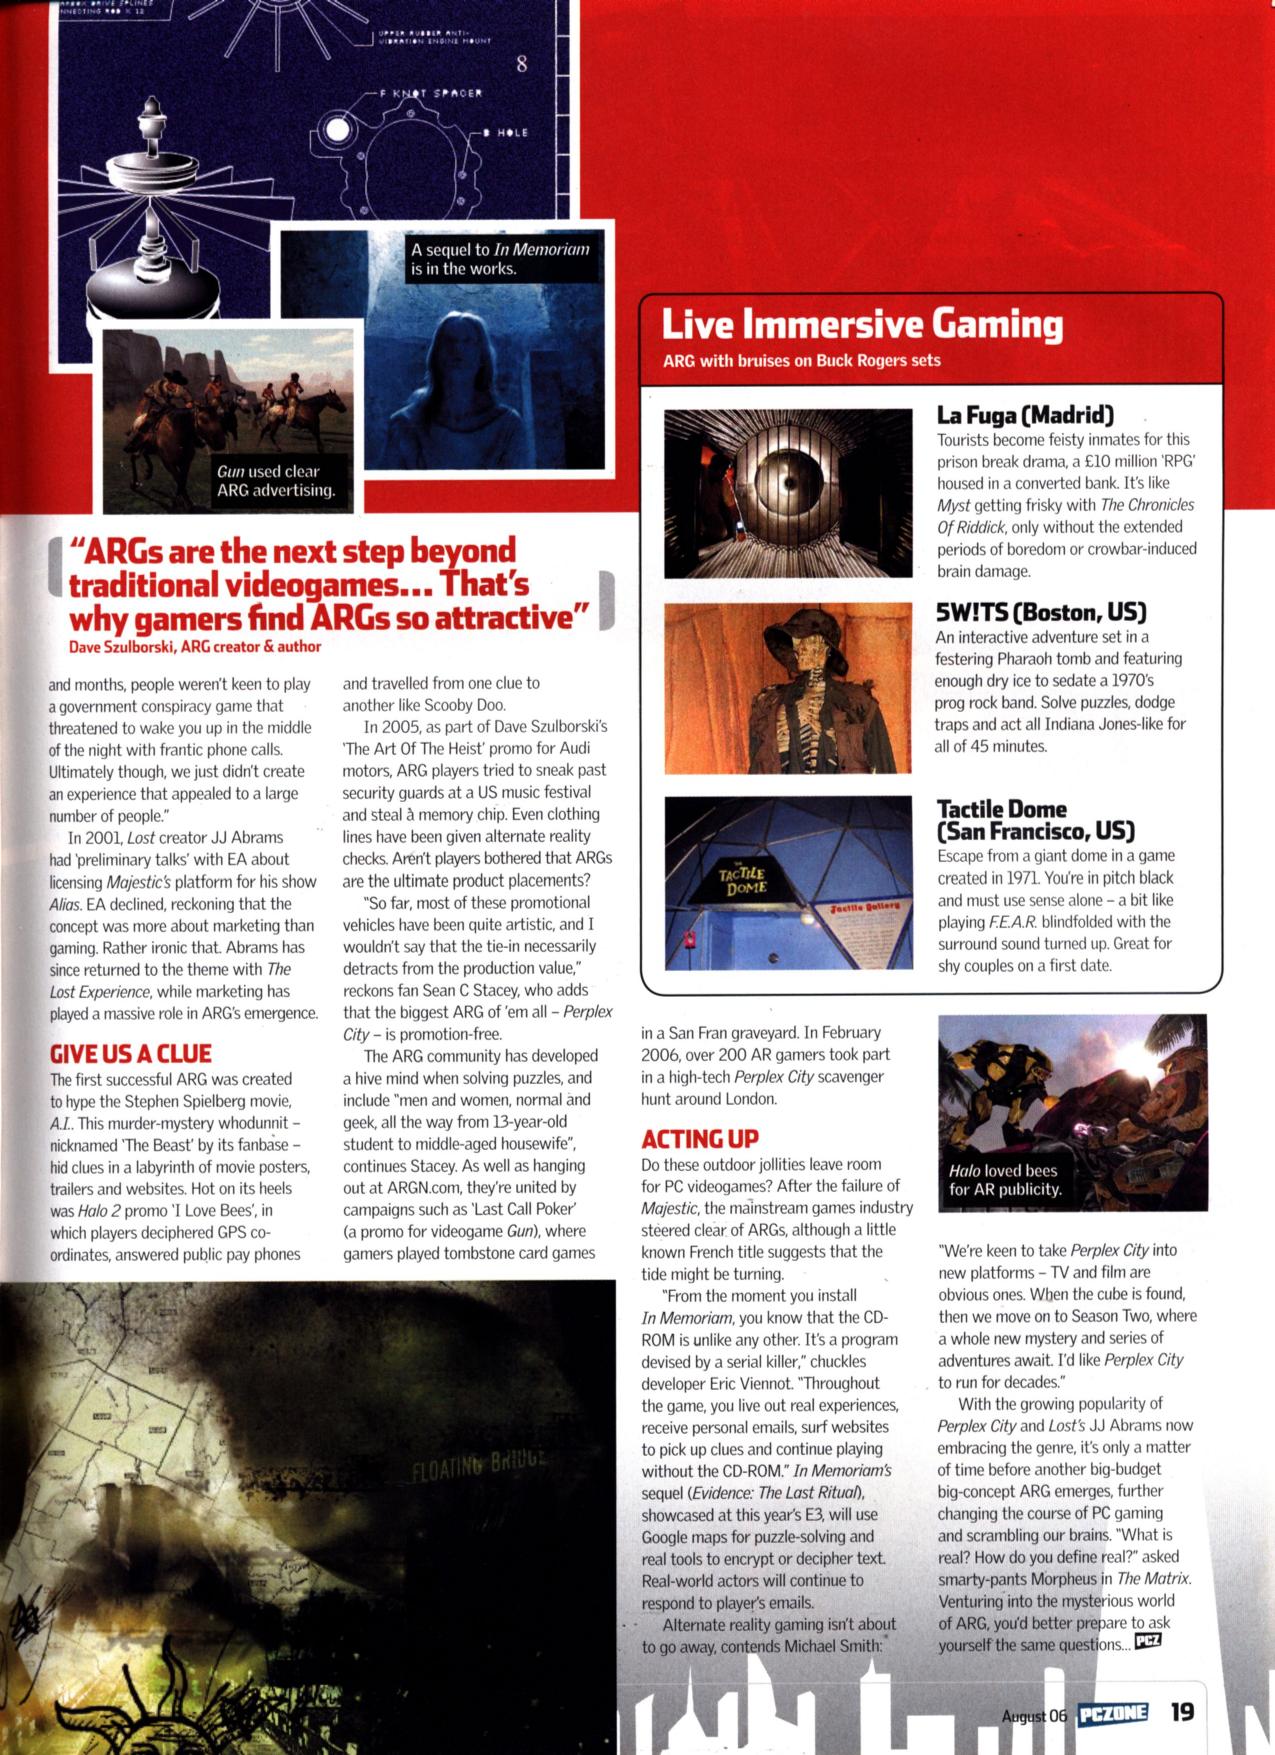 NNECTING ROD K 12
UPPER RUBBER ANTI-
VIBRATION ENGINE MOUNT
8
F KNOT SPACER
B HOLE
A sequel to In Memoriam
is in the works.
Gun used clear
ARG advertising.
"ARGs are the next step beyond
traditional videogames... That's
why gamers find ARGs so attractive"
Dave Szulborski, ARG creator & author
and months, people weren't keen to play
a government conspiracy game that
threatened to wake you up in the middle
of the night with frantic phone calls.
Ultimately though, we just didn't create
an experience that appealed to a large
number of people."
In 2001, Lost creator JJ Abrams
had 'preliminary talks' with EA about
licensing Majestic's platform for his show
Alias. EA declined, reckoning that the
concept was more about marketing than
gaming. Rather ironic that. Abrams has
since returned to the theme with The
Lost Experience, while marketing has
played a massive role in ARG's emergence.
GIVE US A CLUE
The first successful ARG was created
to hype the Stephen Spielberg movie,
A.I.. This murder-mystery whodunnit –
nicknamed 'The Beast' by its fanbase –
hid clues in a labyrinth of movie posters,
trailers and websites. Hot on its heels
was Halo 2 promo 'I Love Bees', in
which players deciphered GPS co-
ordinates, answered public pay phones
and travelled from one clue to
another like Scooby Doo.
In 2005, as part of Dave Szulborski's
'The Art Of The Heist' promo for Audi
motors, ARG players tried to sneak past
security guards at a US music festival
and steal a memory chip. Even clothing
lines have been given alternate reality
checks. Aren't players bothered that ARGs
are the ultimate product placements?
"So far, most of these promotional
vehicles have been quite artistic, and I
wouldn't say that the tie-in necessarily
detracts from the production value,"
reckons fan Sean C Stacey, who adds
that the biggest ARG of 'em all – Perplex
City – is promotion-free.
The ARG community has developed
a hive mind when solving puzzles, and
include "men and women, normal and
geek, all the way from 13-year-old
student to middle-aged housewife",
continues Stacey. As well as hanging
out at ARGN.com, they're united by
campaigns such as 'Last Call Poker'
(a promo for videogame Gun), where
gamers played tombstone card games
FLOATING BRIDGE
Live Immersive Gaming
ARG with bruises on Buck Rogers sets
La Fuga (Madrid)
Tourists become feisty inmates for this
prison break drama, a £10 million 'RPG'
housed in a converted bank. It's like
Myst getting frisky with The Chronicles
Of Riddick, only without the extended
periods of boredom or crowbar-induced
brain damage.
5W!TS (Boston, US)
An interactive adventure set in a
festering Pharaoh tomb and featuring
enough dry ice to sedate a 1970's
prog rock band. Solve puzzles, dodge
traps and act all Indiana Jones-like for
all of 45 minutes.
THE
TACTILE
DOME
Tactile Gallery
Tactile Dome
(San Francisco, US)
Escape from a giant dome in a game
created in 1971. You're in pitch black
and must use sense alone – a bit like
playing F.E.A.R. blindfolded with the
surround sound turned up. Great for
shy couples on a first date.
in a San Fran graveyard. In February
2006, over 200 AR gamers took part
in a high-tech Perplex City scavenger
hunt around London.
ACTING UP
Do these outdoor jollities leave room
for PC videogames? After the failure of
Majestic, the mainstream games industry
steered clear of ARGs, although a little
known French title suggests that the
tide might be turning.
"From the moment you install
In Memoriam, you know that the CD-
ROM is unlike any other. It's a program
devised by a serial killer," chuckles
developer Eric Viennot. "Throughout
the game, you live out real experiences,
receive personal emails, surf websites
to pick up clues and continue playing
without the CD-ROM." In Memoriam's
sequel (Evidence: The Last Ritual),
showcased at this year's E3, will use
Google maps for puzzle-solving and
real tools to encrypt or decipher text.
Real-world actors will continue to
respond to player's emails.
Alternate reality gaming isn't about
to go away, contends Michael Smith:
Halo loved bees
for AR publicity.
"We're keen to take Perplex City into
new platforms – TV and film are
obvious ones. When the cube is found,
then we move on to Season Two, where
a whole new mystery and series of
adventures await. I'd like Perplex City
to run for decades."
With the growing popularity of
Perplex City and Lost's JJ Abrams now
embracing the genre, it's only a matter
of time before another big-budget
big-concept ARG emerges, further
changing the course of PC gaming
and scrambling our brains. "What is
real? How do you define real?" asked
smarty-pants Morpheus in The Matrix.
Venturing into the mysterious world
of ARG, you'd better prepare to ask
yourself the same questions... PCZ
August 06 PCZONE 19